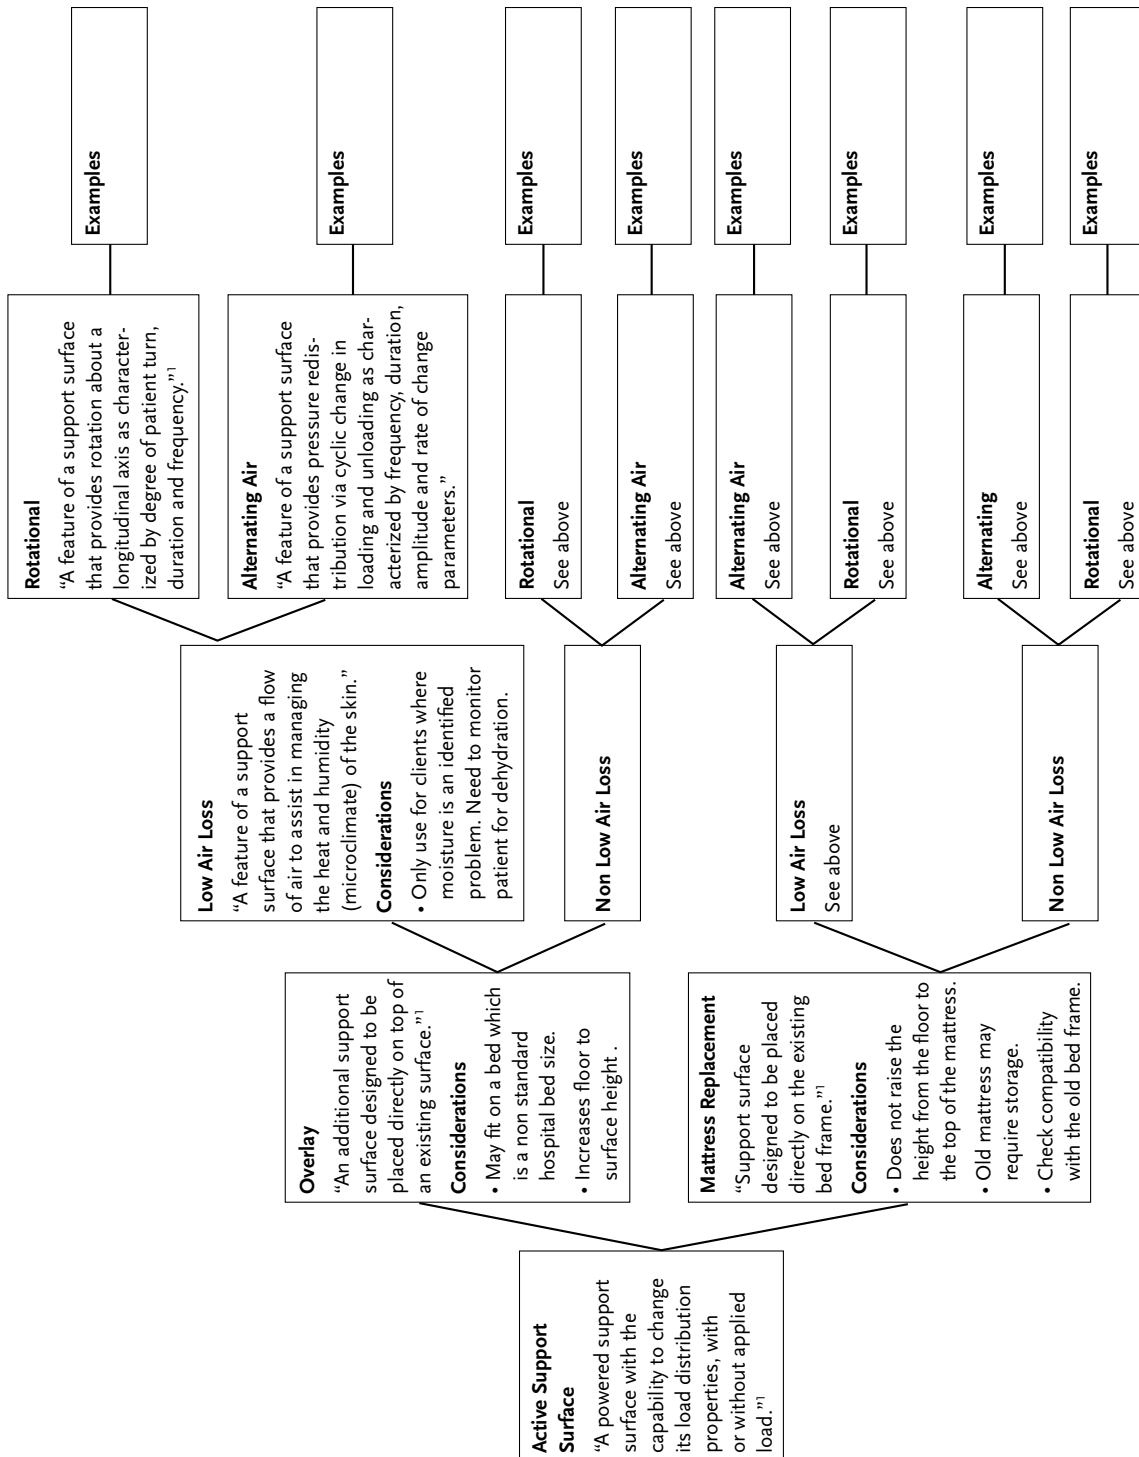 Active Support
Surface
“A powered support
surface with the
capability to change
its load distribution
properties, with
or without applied
load.”1
Overlay
“An additional support
surface designed to be
placed directly on top of
an existing surface.”1
Considerations
• May fit on a bed which
is a non standard
hospital bed size.
• Increases floor to
surface height .
Mattress Replacement
“Support surface
designed to be placed
directly on the existing
bed frame.”1
Considerations
• Does not raise the
height from the floor to
the top of the mattress.
• Old mattress may
require storage.
• Check compatibility
with the old bed frame.
Low Air Loss
“A feature of a support
surface that provides a flow
of air to assist in managing
the heat and humidity
(microclimate) of the skin.”
Considerations
• Only use for clients where
moisture is an identified
problem. Need to monitor
patient for dehydration.
Non Low Air Loss
Low Air Loss
See above
Non Low Air Loss
Rotational
“A feature of a support surface
that provides rotation about a
longitudinal axis as character-
ized by degree of patient turn,
duration and frequency.”1
Alternating Air
“A feature of a support surface
that provides pressure redis-
tribution via cyclic change in
loading and unloading as char-
acterized by frequency, duration,
amplitude and rate of change
parameters.”
Rotational
See above
Alternating Air
See above
Alternating Air
See above
Rotational
See above
Alternating
See above
Rotational
See above
Examples
Examples
Examples
Examples
Examples
Examples
Examples
Examples